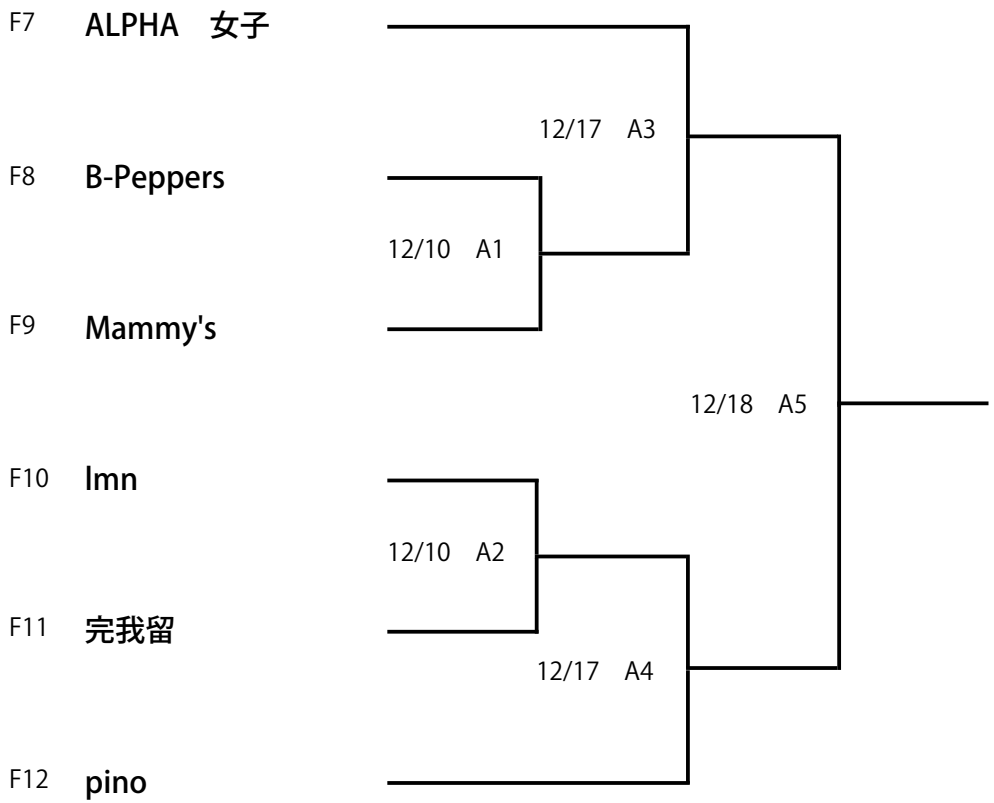 F7 ALPHA 女子
12/17 A3
F8 B-Peppers
12/10 A1
F9 Mammy's
12/18 A5
F10 lmn
12/10 A2
F11 完我留
12/17 A4
F12 pino